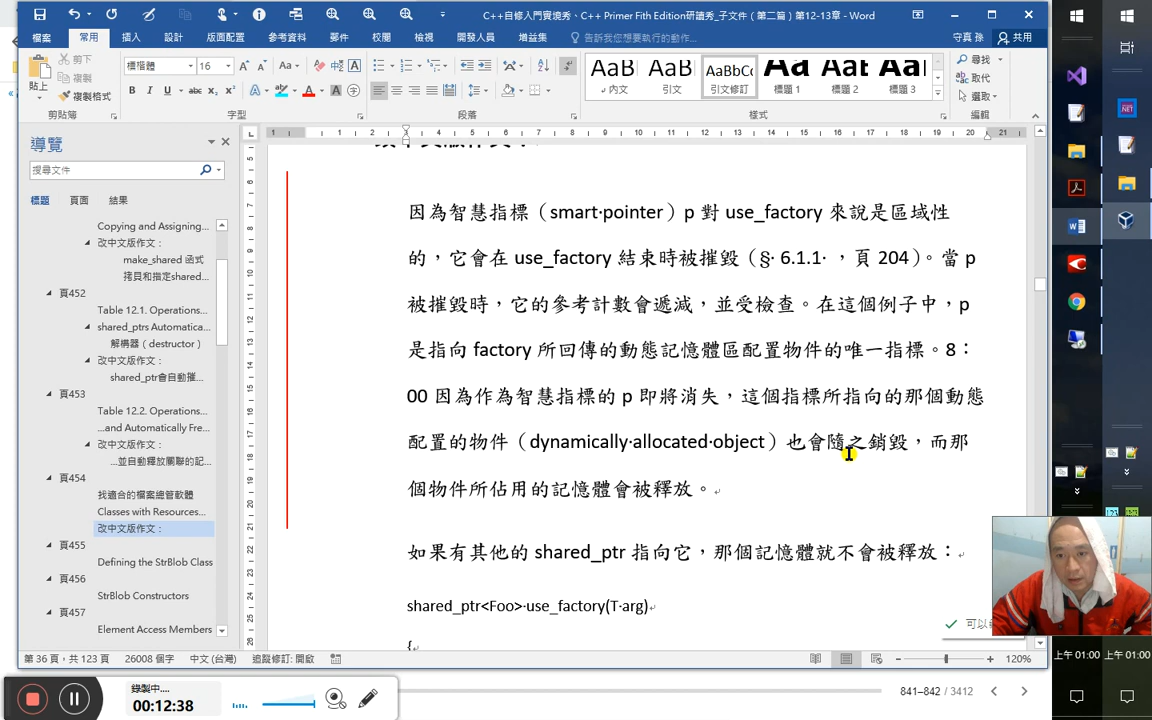 C++自修入門實境秀、C++ Primer Fith Edition研讀秀_子文件（第二篇）第12-13章 - Word
檔案 常用 插入 設計 版面配置 參考資料 郵件 校閱 檢視 開發人員 增益集 告訴我您想要執行的動作... 守真 孫 共用
貼上 剪下 複製 複製格式
標楷體 16
AaB AaB AaBbCc Aa Aat Aa
內文 引文 引文修訂 標題 1 標題 2 標題 3
尋找 取代 選取
剪貼簿 字型 段落 樣式 編輯
導覽
搜尋文件
標題 頁面 結果
Copying and Assigning...
改中文版作文：
make_shared 函式
拷貝和指定shared...
頁452
Table 12.1. Operations...
shared_ptrs Automatica...
解構器（destructor）
改中文版作文：
shared_ptr會自動摧...
頁453
Table 12.2. Operations...
...and Automatically Fre...
改中文版作文：
...並自動釋放關聯的記...
頁454
找適合的檔案總管軟體
Classes with Resources...
改中文版作文：
頁455
Defining the StrBlob Class
頁456
StrBlob Constructors
頁457
Element Access Members
因為智慧指標（smart·pointer）p 對 use_factory 來說是區域性
的，它會在 use_factory 結束時被摧毀（§· 6.1.1· ，頁 204）。當 p
被摧毀時，它的參考計數會遞減，並受檢查。在這個例子中，p
是指向 factory 所回傳的動態記憶體區配置物件的唯一指標。8：
00 因為作為智慧指標的 p 即將消失，這個指標所指向的那個動態
配置的物件（dynamically·allocated·object）也會隨之銷毀，而那
個物件所佔用的記憶體會被釋放。
如果有其他的 shared_ptr 指向它，那個記憶體就不會被釋放：
shared_ptr<Foo>·use_factory(T·arg)
{
第 36 頁，共 123 頁 26008 個字 中文 (台灣) 追蹤修訂: 開啟 120%
錄製中....
00:12:38
841–842 / 3412
上午 01:00 上午 01:00